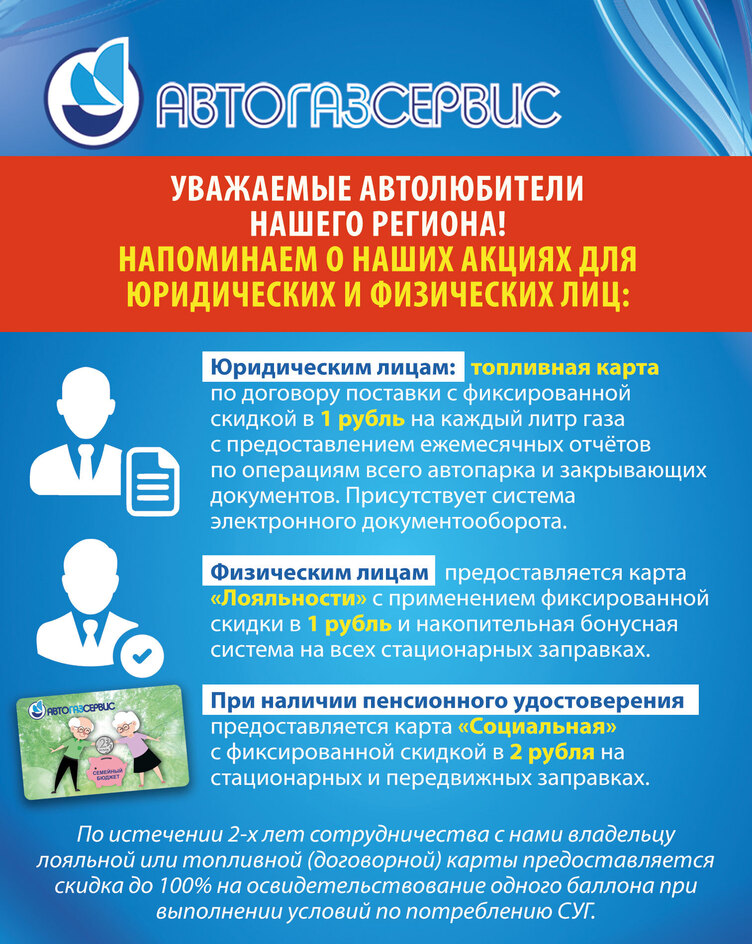 АВТОГАЗСЕРВИС
УВАЖАЕМЫЕ АВТОЛЮБИТЕЛИ
НАШЕГО РЕГИОНА!
НАПОМИНАЕМ О НАШИХ АКЦИЯХ ДЛЯ
ЮРИДИЧЕСКИХ И ФИЗИЧЕСКИХ ЛИЦ:
Юридическим лицам: топливная карта
по договору поставки с фиксированной
скидкой в 1 рубль на каждый литр газа
с предоставлением ежемесячных отчётов
по операциям всего автопарка и закрывающих
документов. Присутствует система
электронного документооборота.
Физическим лицам предоставляется карта
«Лояльности» с применением фиксированной
скидки в 1 рубль и накопительная бонусная
система на всех стационарных заправках.
АВТОГАЗСЕРВИС
СЕМЕЙНЫЙ
БЮДЖЕТ
При наличии пенсионного удостоверения
предоставляется карта «Социальная»
с фиксированной скидкой в 2 рубля на
стационарных и передвижных заправках.
По истечении 2-х лет сотрудничества с нами владельцу
лояльной или топливной (договорной) карты предоставляется
скидка до 100% на освидетельствование одного баллона при
выполнении условий по потреблению СУГ.